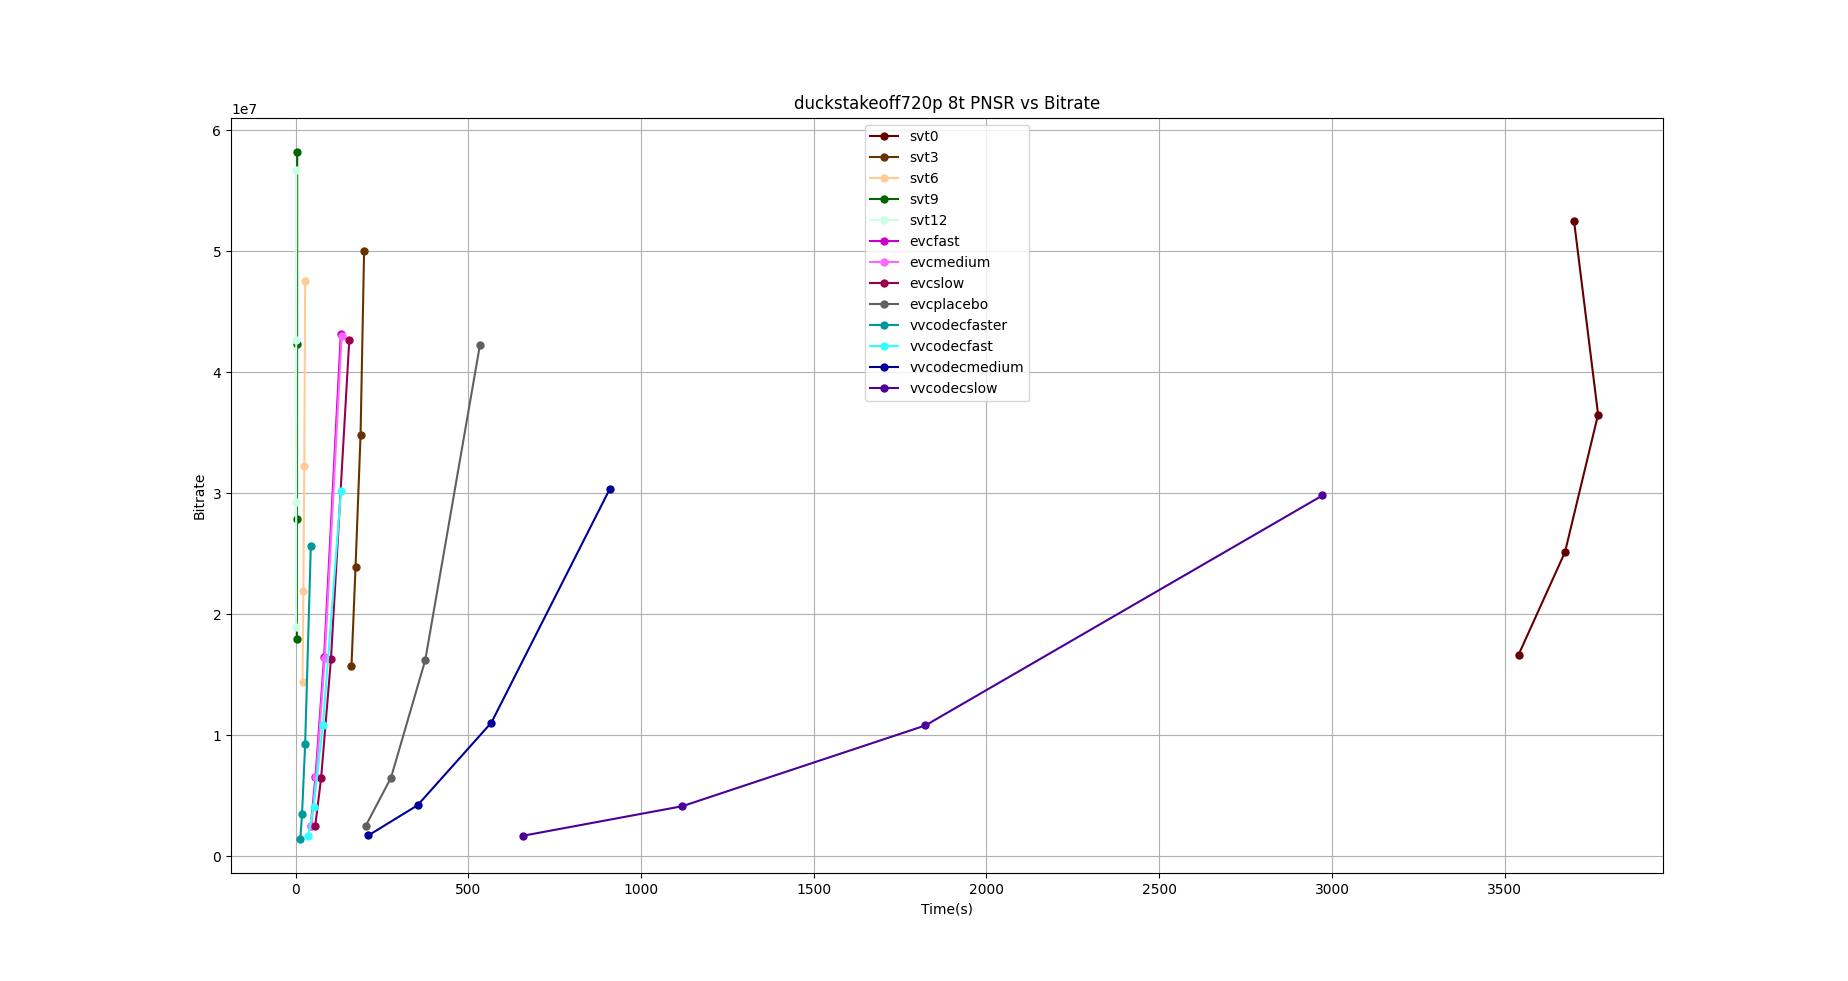 duckstakeoff720p 8t PNSR vs Bitrate
1e7
6
5
4
3
2
1
0
Bitrate
svt0
svt3
svt6
svt9
svt12
evcfast
evcmedium
evcslow
evcplacebo
vvcodecfaster
vvcodecfast
vvcodecmedium
vvcodecslow
0 500 1000 1500 2000 2500 3000 3500
Time(s)